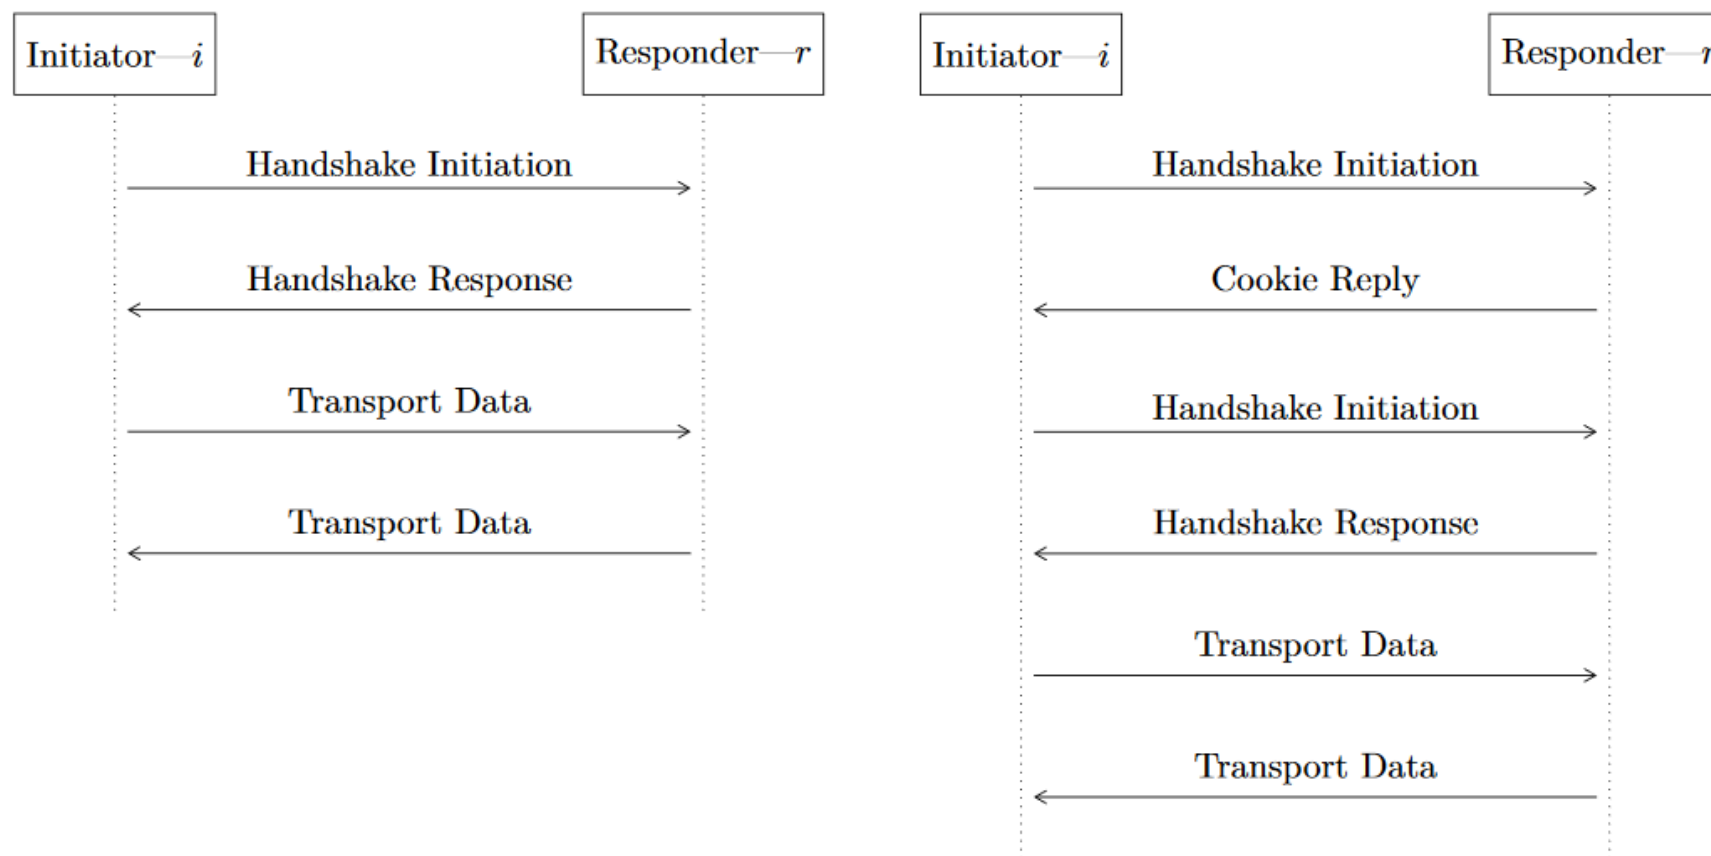 Initiator—i
Responder—r
Handshake Initiation
Handshake Response
Transport Data
Transport Data
Initiator—i
Responder—r
Handshake Initiation
Cookie Reply
Handshake Initiation
Handshake Response
Transport Data
Transport Data